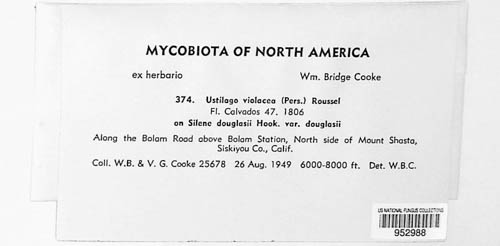 MYCOBIOTA OF NORTH AMERICA
ex herbario Wm. Bridge Cooke
374. Ustilago violacea (Pers.) Roussel
Fl. Calvados 47. 1806
on Silene douglasii Hook. var. douglasii
Along the Bolam Road above Bolam Station, North side of Mount Shasta,
Siskiyou Co., Calif.
Coll. W.B. & V. G. Cooke 25678 26 Aug. 1949 6000-8000 ft. Det. W.B.C.
US NATIONAL FUNGUS COLLECTIONS
952988